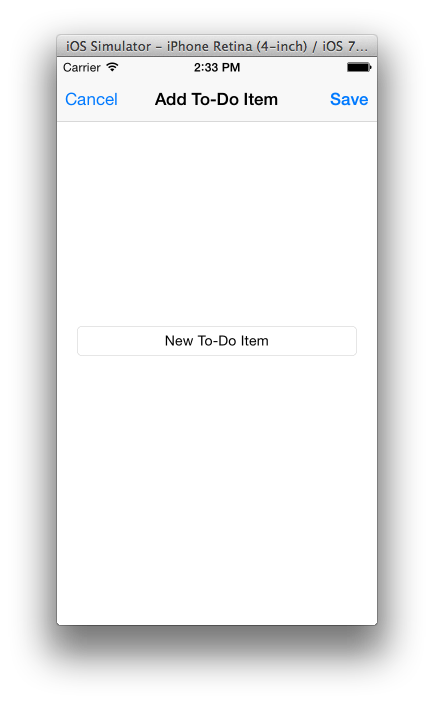 iOS Simulator – iPhone Retina (4-inch) / iOS 7...
Carrier 2:33 PM
Cancel Add To-Do Item Save
New To-Do Item